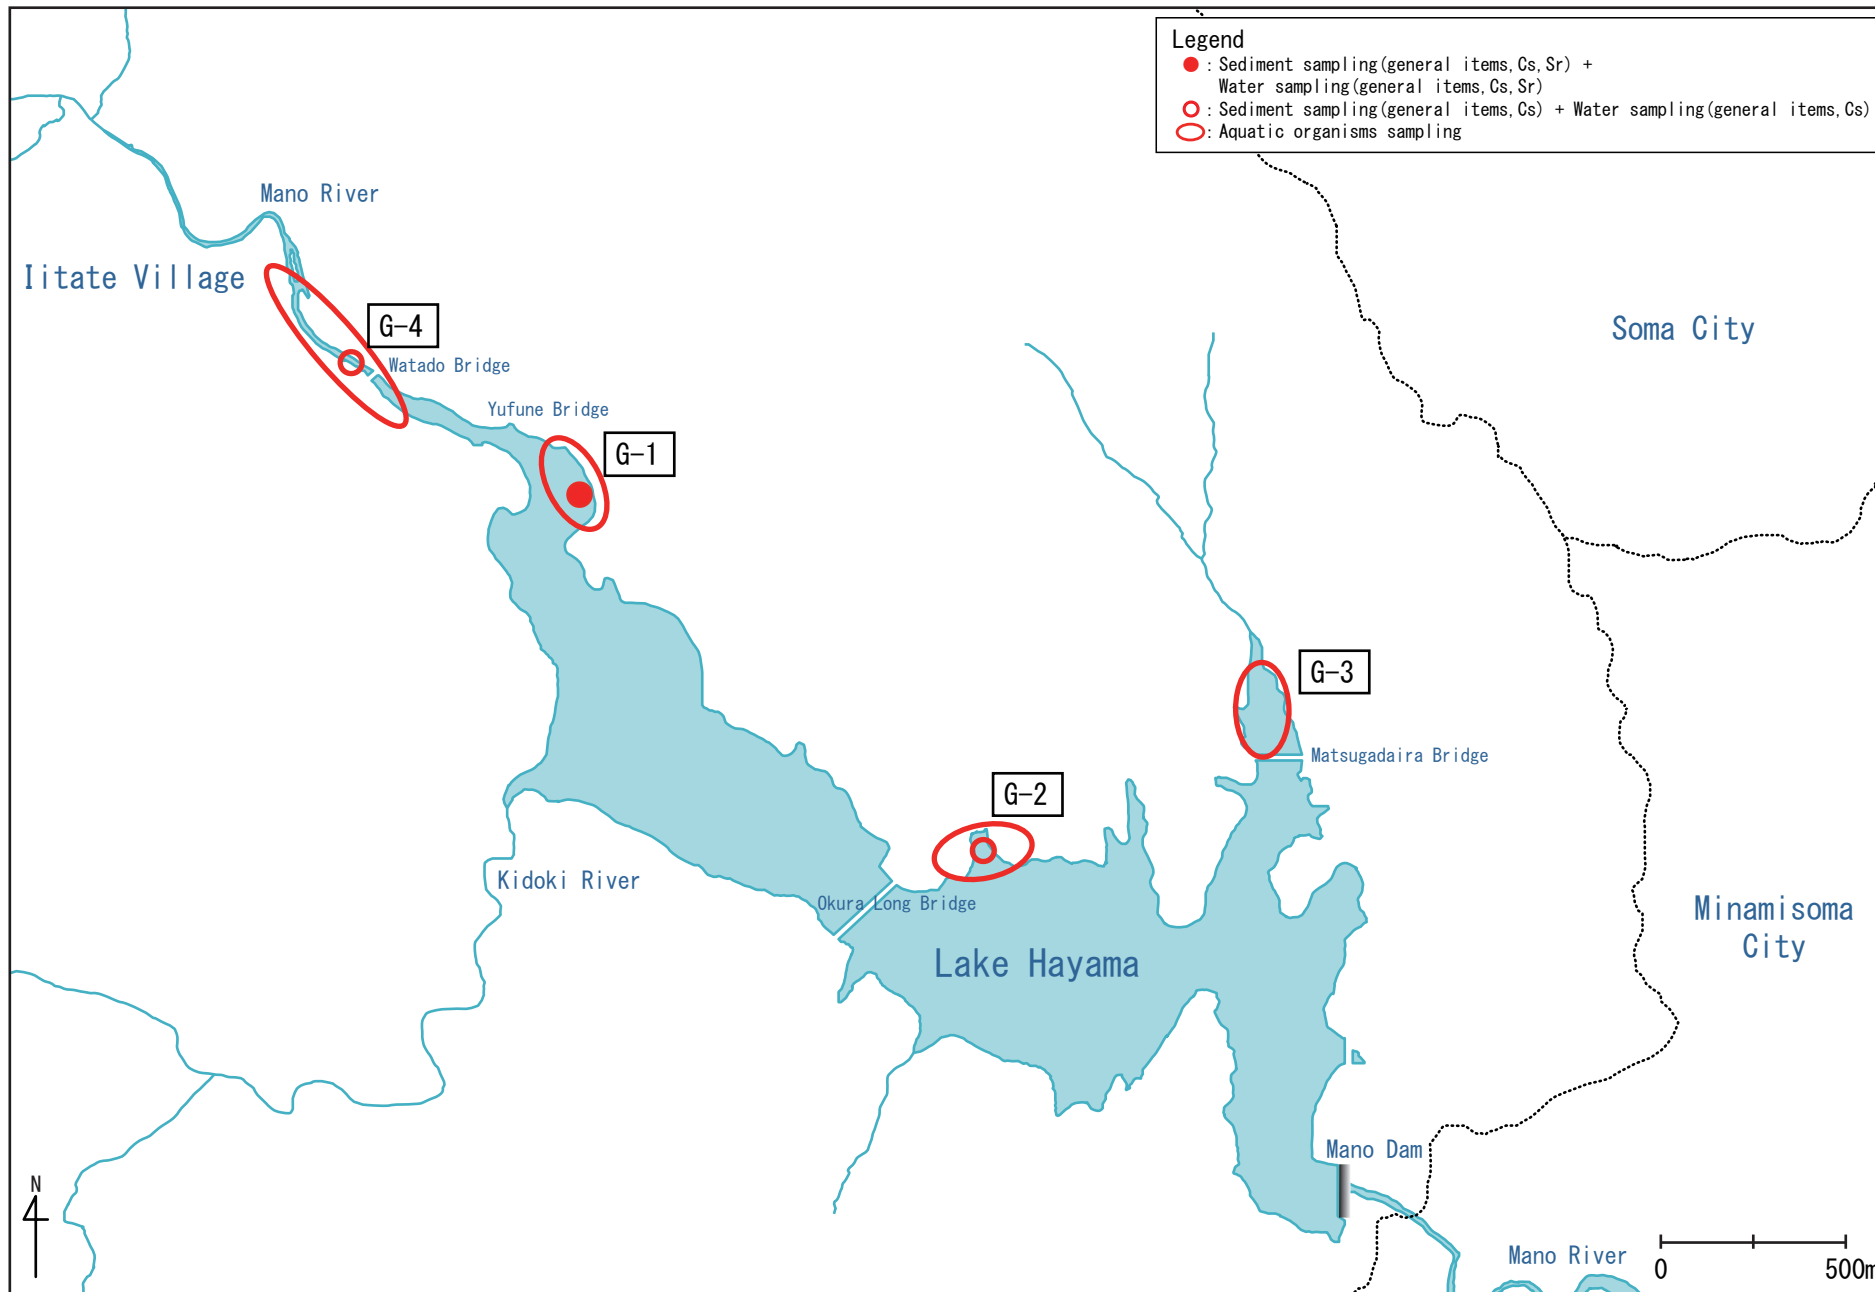 Legend
: Sediment sampling(general items,Cs,Sr) +
Water sampling(general items,Cs,Sr)
: Sediment sampling(general items,Cs) + Water sampling(general items,Cs)
: Aquatic organisms sampling
Mano River
Iitate Village
G-4
Watado Bridge
Yufune Bridge
G-1
Soma City
G-3
Matsugadaira Bridge
G-2
Kidoki River
Okura Long Bridge
Lake Hayama
Minamisoma
City
Mano Dam
N
Mano River
0
500m